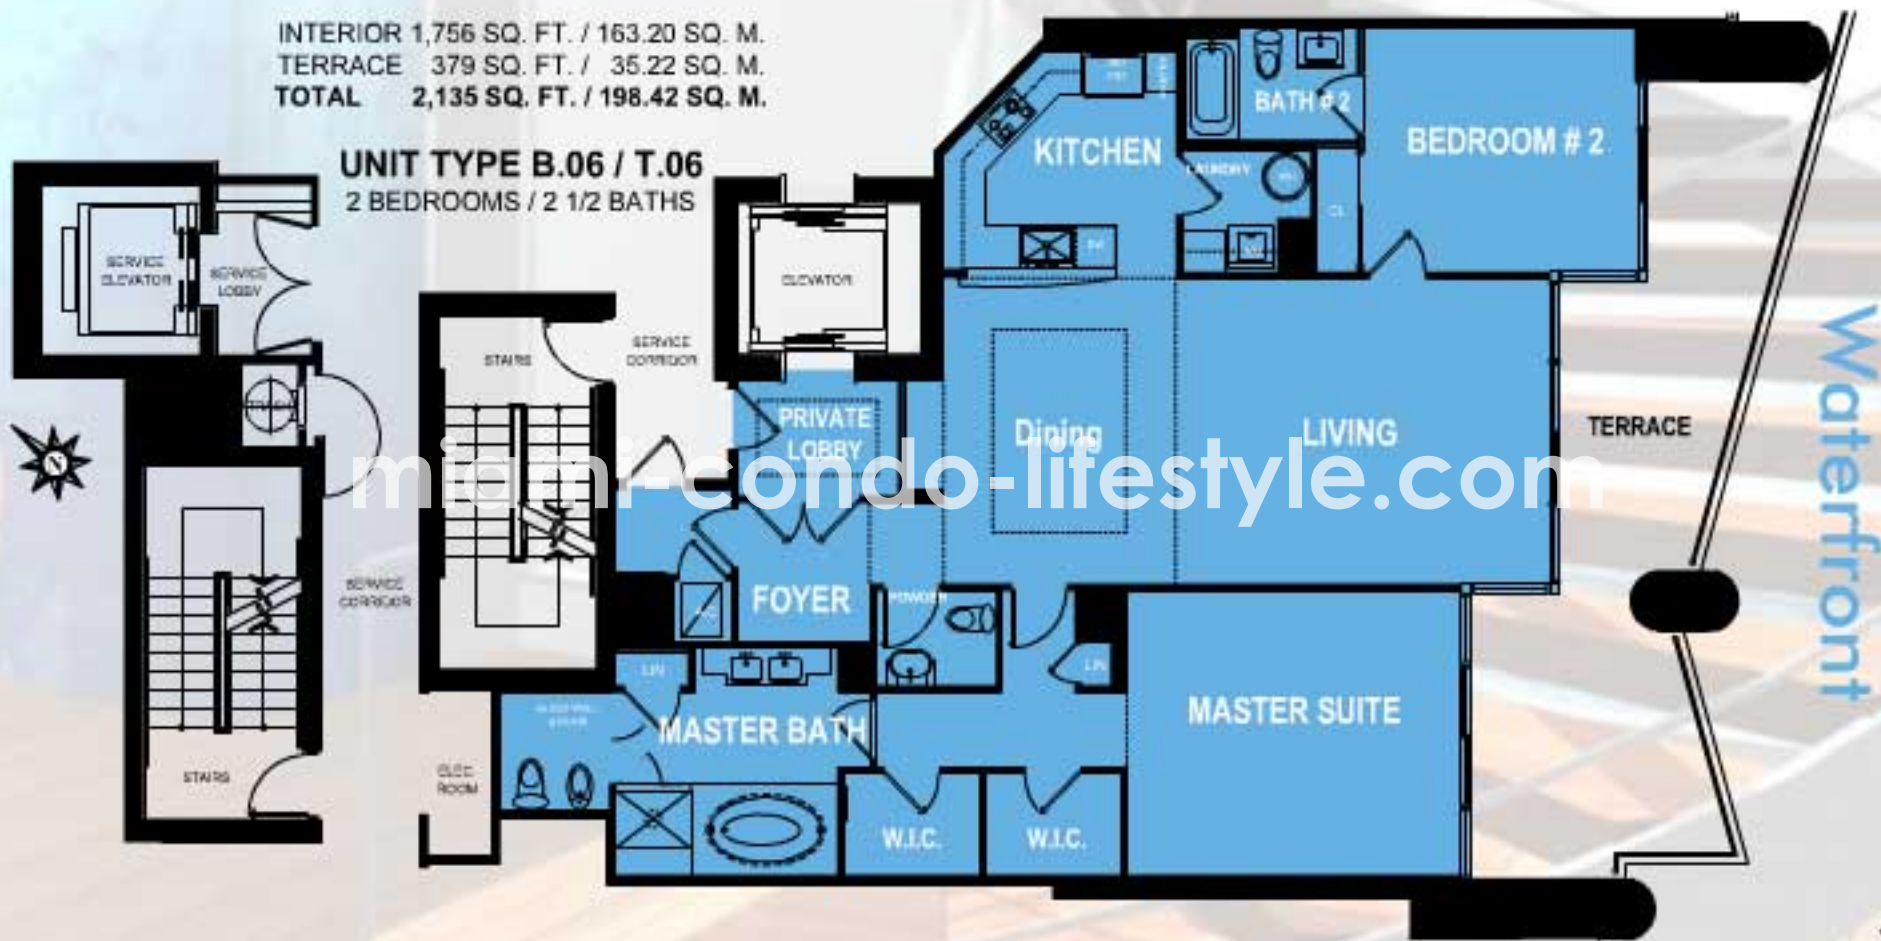 INTERIOR 1,756 SQ. FT. / 163.20 SQ. M.
TERRACE 379 SQ. FT. / 35.22 SQ. M.
TOTAL 2,135 SQ. FT. / 198.42 SQ. M.
UNIT TYPE B.06 / T.06
2 BEDROOMS / 2 1/2 BATHS
KITCHEN
BATH # 2
BEDROOM # 2
LAUNDRY
CL
SERVICE
ELEVATOR
SERVICE
LOBBY
ELEVATOR
STAIRS
SERVICE
CORRIDOR
TRASH
N
PRIVATE
LOBBY
Dining
LIVING
TERRACE
Waterfront
miami-condo-lifestyle.com
SERVICE
CORRIDOR
FOYER
POWDER
LIN
LIN
MASTER BATH
MASTER SUITE
STAIRS
ELEC
ROOM
W.I.C.
W.I.C.